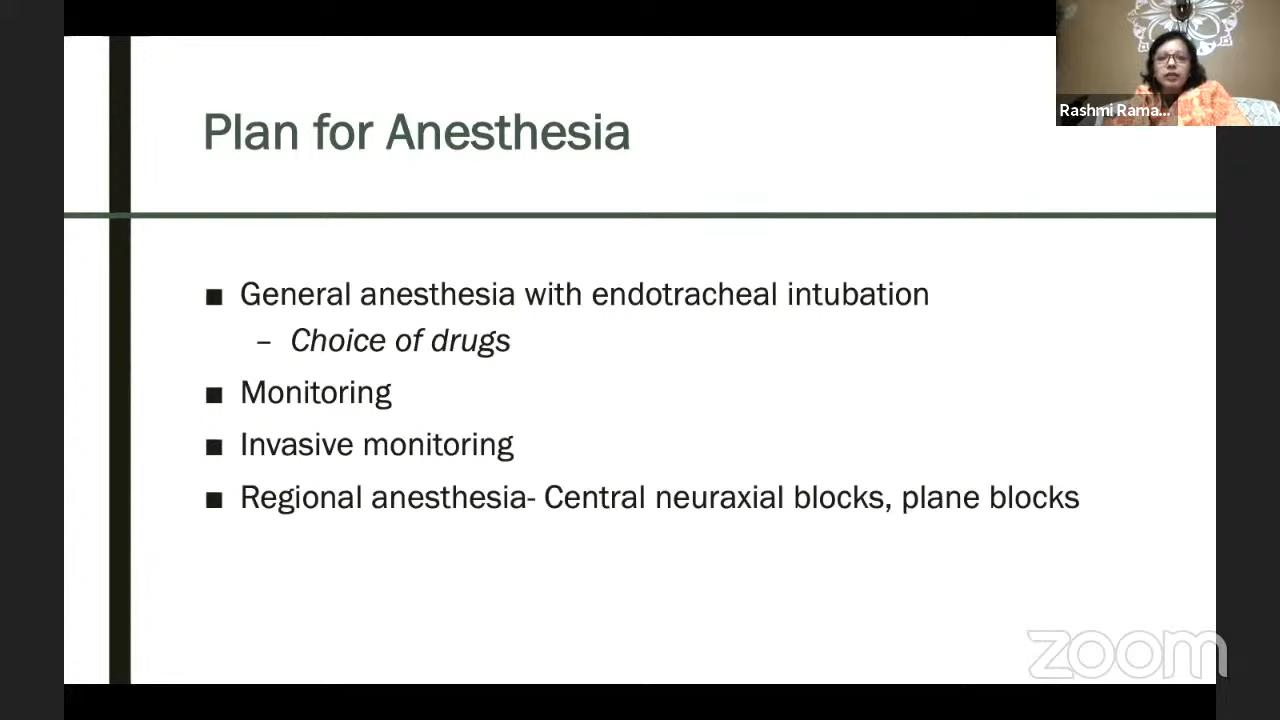 Rashmi Rama...
Plan for Anesthesia
■ General anesthesia with endotracheal intubation
– Choice of drugs
■ Monitoring
■ Invasive monitoring
■ Regional anesthesia- Central neuraxial blocks, plane blocks
zoom